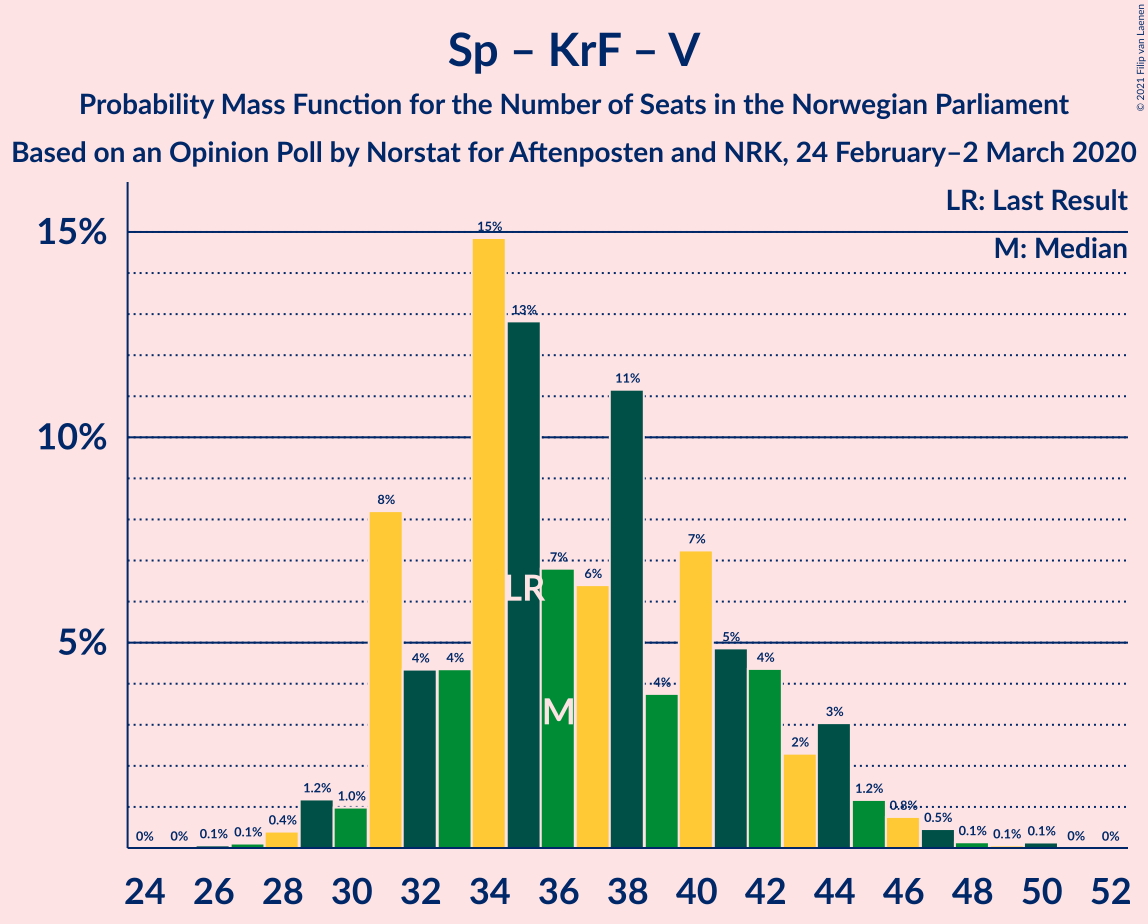 © 2021 Filip van Laenen
Sp – KrF – V
Probability Mass Function for the Number of Seats in the Norwegian Parliament
Based on an Opinion Poll by Norstat for Aftenposten and NRK, 24 February–2 March 2020
LR: Last Result
M: Median
15%
10%
5%
0% 0% 0.1% 0.1% 0.4% 1.2% 1.0% 8% 4% 4% 15% 13% 7% 6% 11% 4% 7% 5% 4% 2% 3% 1.2% 0.8% 0.5% 0.1% 0.1% 0.1% 0% 0%
LR
M
24 26 28 30 32 34 36 38 40 42 44 46 48 50 52